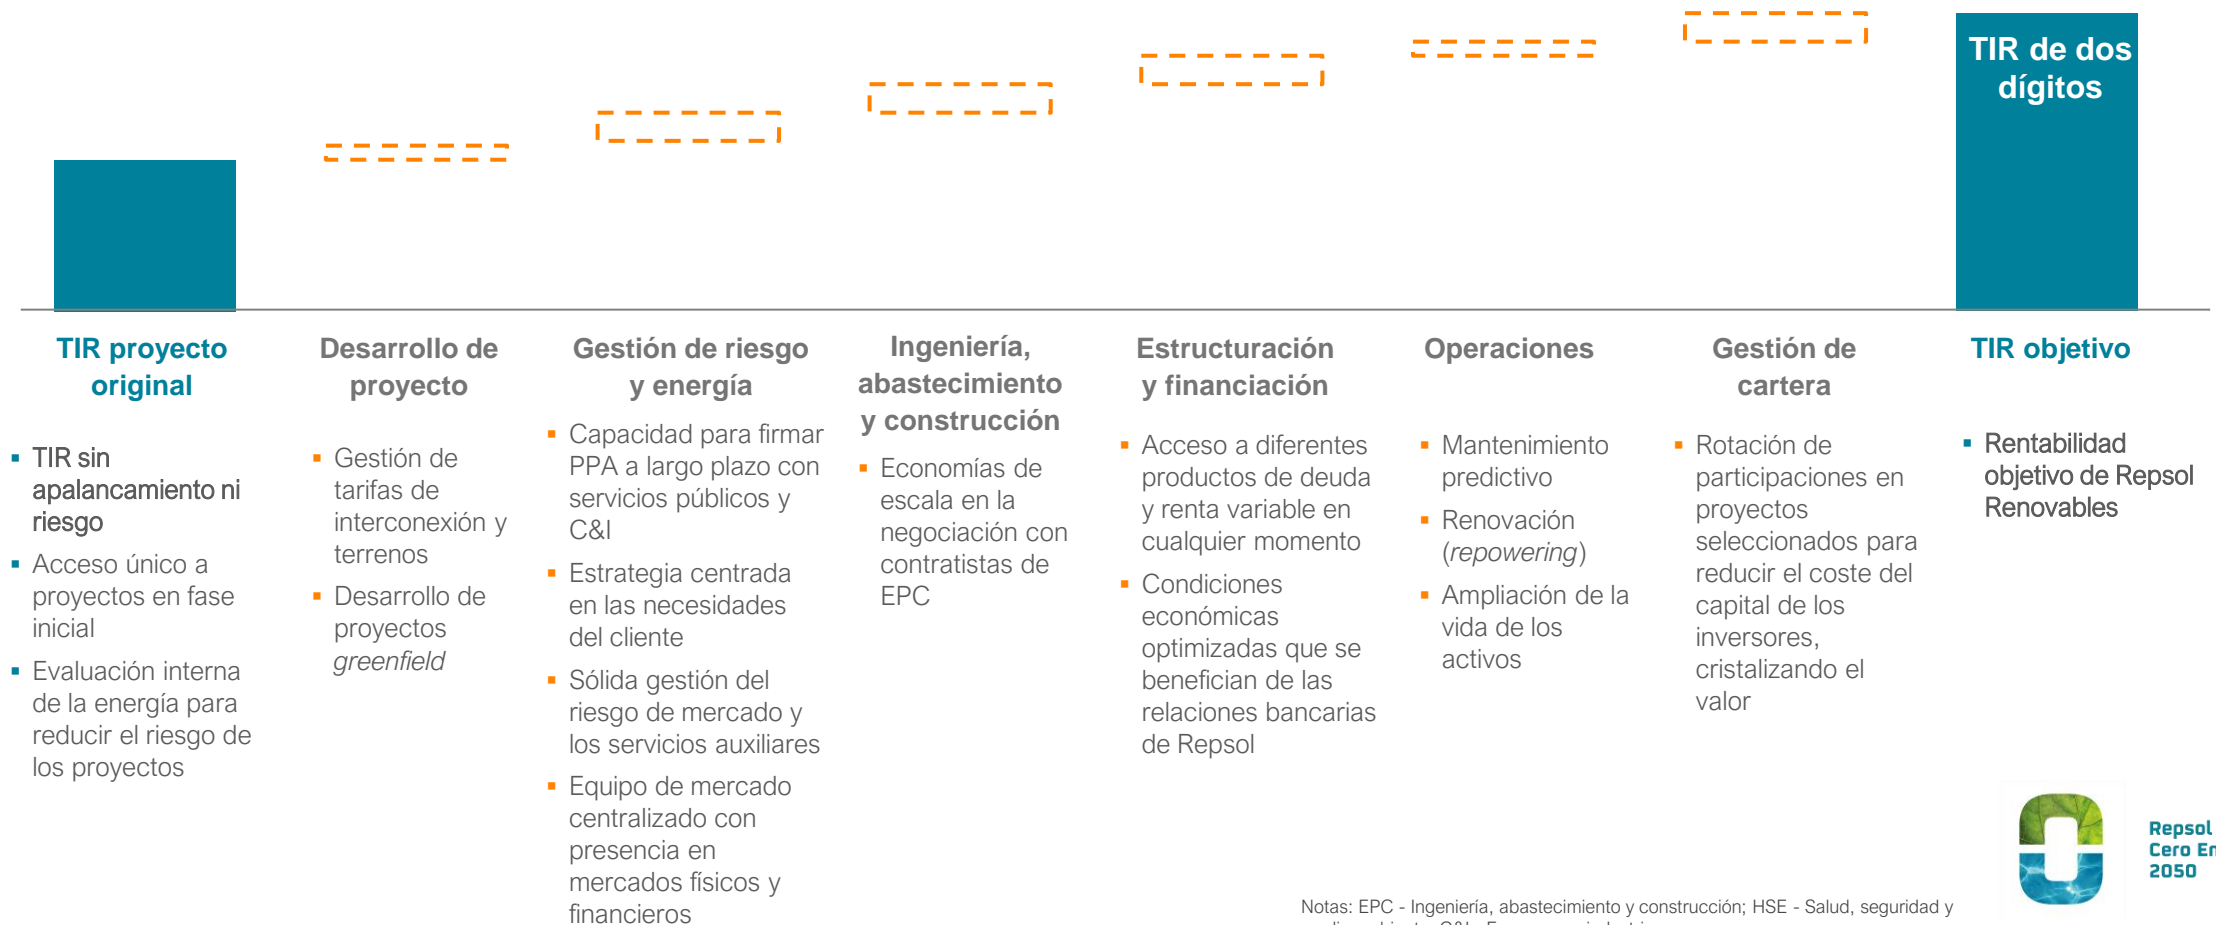 TIR de dos
dígitos
TIR proyecto
original
▪ TIR sin
apalancamiento ni
riesgo
▪ Acceso único a
proyectos en fase
inicial
▪ Evaluación interna
de la energía para
reducir el riesgo de
los proyectos
Desarrollo de
proyecto
▪ Gestión de
tarifas de
interconexión y
terrenos
▪ Desarrollo de
proyectos
greenfield
Gestión de riesgo
y energía
▪ Capacidad para firmar
PPA a largo plazo con
servicios públicos y
C&I
▪ Estrategia centrada
en las necesidades
del cliente
▪ Sólida gestión del
riesgo de mercado y
los servicios auxiliares
▪ Equipo de mercado
centralizado con
presencia en
mercados físicos y
financieros
Ingeniería,
abastecimiento
y construcción
▪ Economías de
escala en la
negociación con
contratistas de
EPC
Estructuración
y financiación
▪ Acceso a diferentes
productos de deuda
y renta variable en
cualquier momento
▪ Condiciones
económicas
optimizadas que se
benefician de las
relaciones bancarias
de Repsol
Operaciones
▪ Mantenimiento
predictivo
▪ Renovación
(repowering)
▪ Ampliación de la
vida de los
activos
Gestión de
cartera
▪ Rotación de
participaciones en
proyectos
seleccionados para
reducir el coste del
capital de los
inversores,
cristalizando el
valor
TIR objetivo
▪ Rentabilidad
objetivo de Repsol
Renovables
Repsol
Cero
2050
Notas: EPC - Ingeniería, abastecimiento y construcción; HSE - Salud, seguridad y